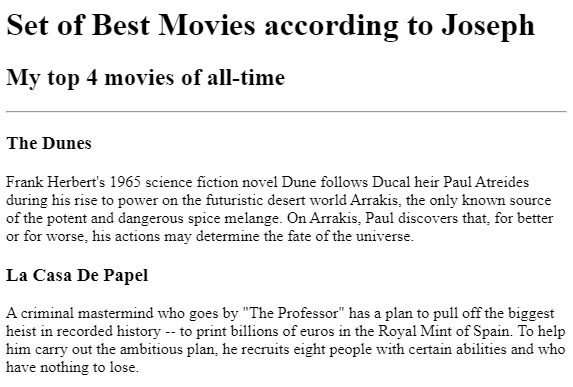 Set of Best Movies according to Joseph
My top 4 movies of all-time
The Dunes
Frank Herbert's 1965 science fiction novel Dune follows Ducal heir Paul Atreides
during his rise to power on the futuristic desert world Arrakis, the only known source
of the potent and dangerous spice melange. On Arrakis, Paul discovers that, for better
or for worse, his actions may determine the fate of the universe.
La Casa De Papel
A criminal mastermind who goes by "The Professor" has a plan to pull off the biggest
heist in recorded history -- to print billions of euros in the Royal Mint of Spain. To help
him carry out the ambitious plan, he recruits eight people with certain abilities and who
have nothing to lose.